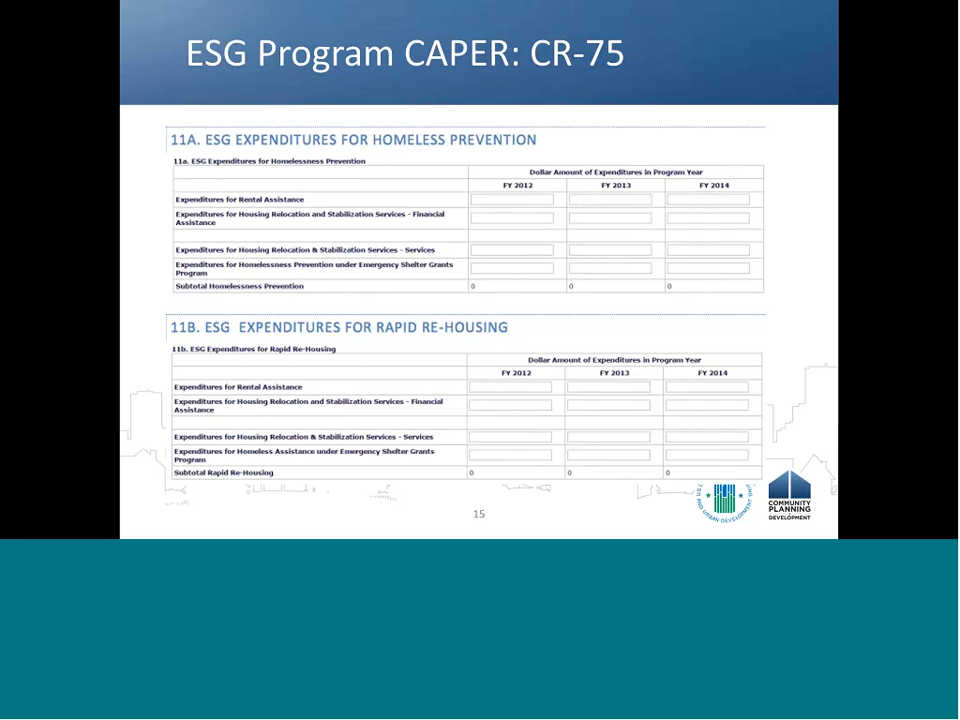 ESG Program CAPER: CR-75
11A. ESG EXPENDITURES FOR HOMELESS PREVENTION
11a. ESG Expenditures for Homelessness Prevention
Dollar Amount of Expenditures in Program Year
FY 2012 FY 2013 FY 2014
Expenditures for Rental Assistance
Expenditures for Housing Relocation and Stabilization Services - Financial
Assistance
Expenditures for Housing Relocation & Stabilization Services - Services
Expenditures for Homelessness Prevention under Emergency Shelter Grants
Program
Subtotal Homelessness Prevention 0 0 0
11B. ESG EXPENDITURES FOR RAPID RE-HOUSING
11b. ESG Expenditures for Rapid Re-Housing
Dollar Amount of Expenditures in Program Year
FY 2012 FY 2013 FY 2014
Expenditures for Rental Assistance
Expenditures for Housing Relocation and Stabilization Services - Financial
Assistance
Expenditures for Housing Relocation & Stabilization Services - Services
Expenditures for Homeless Assistance under Emergency Shelter Grants
Program
Subtotal Rapid Re-Housing 0 0 0
AND URBAN DEVELOPMENT
COMMUNITY
PLANNING
DEVELOPMENT
15